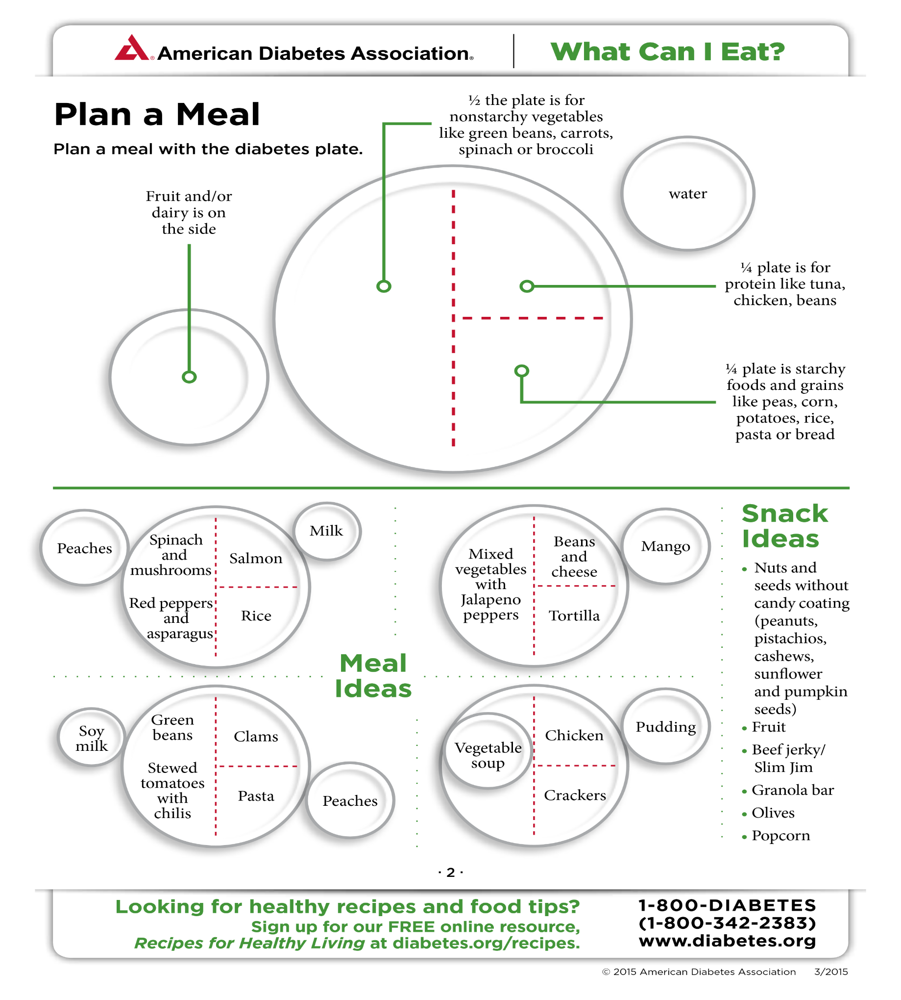 American Diabetes Association®
What Can I Eat?
Plan a Meal
Plan a meal with the diabetes plate.
½ the plate is for
nonstarchy vegetables
like green beans, carrots,
spinach or broccoli
water
Fruit and/or
dairy is on
the side
¼ plate is for
protein like tuna,
chicken, beans
¼ plate is starchy
foods and grains
like peas, corn,
potatoes, rice,
pasta or bread
Peaches
Spinach
and
mushrooms
Red peppers
and
asparagus
Salmon
Rice
Milk
Mixed
vegetables
with
Jalapeno
peppers
Beans
and
cheese
Tortilla
Mango
Meal
Ideas
Soy
milk
Green
beans
Stewed
tomatoes
with
chilis
Clams
Pasta
Peaches
Vegetable
soup
Chicken
Crackers
Pudding
Snack
Ideas
• Nuts and
seeds without
candy coating
(peanuts,
pistachios,
cashews,
sunflower
and pumpkin
seeds)
• Fruit
• Beef jerky/
Slim Jim
• Granola bar
• Olives
• Popcorn
· 2 ·
Looking for healthy recipes and food tips?
Sign up for our FREE online resource,
Recipes for Healthy Living at diabetes.org/recipes.
1-800-DIABETES
(1-800-342-2383)
www.diabetes.org
© 2015 American Diabetes Association 3/2015